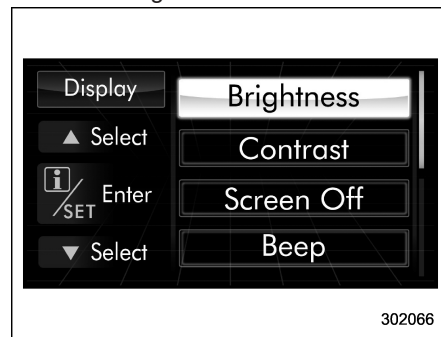 Display
Brightness
▲ Select
Contrast
i/SET Enter
Screen Off
▼ Select
Beep
302066